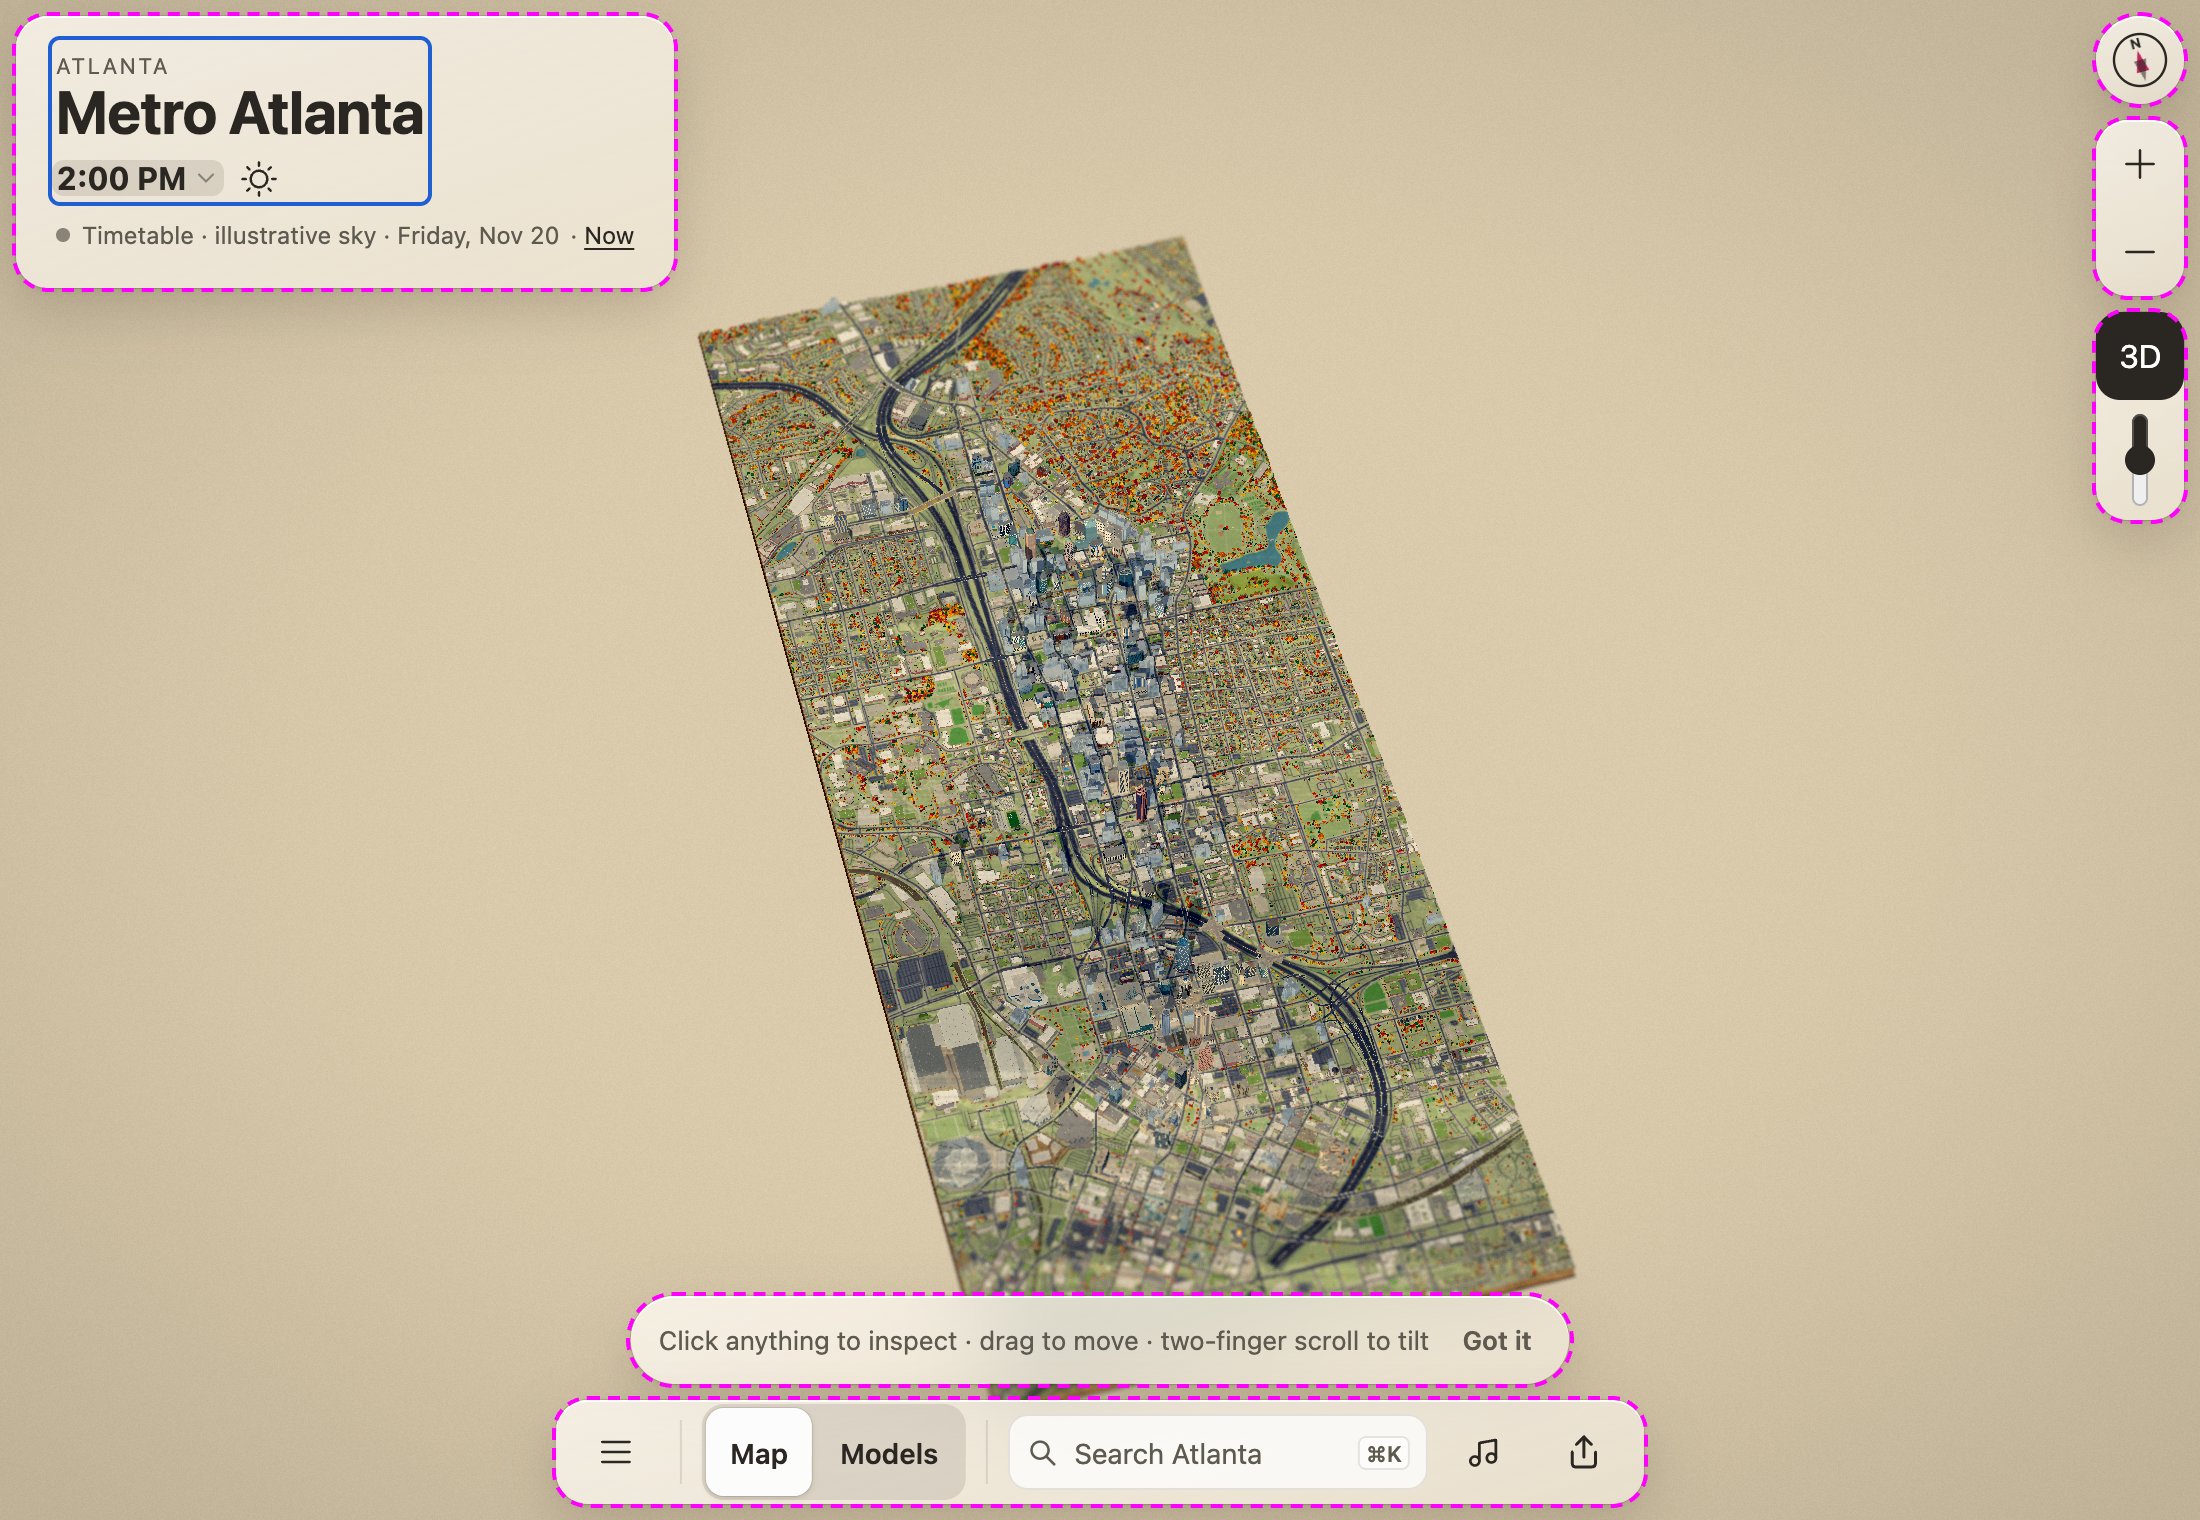 ATLANTA
Metro Atlanta
2:00 PM
Timetable · illustrative sky · Friday, Nov 20 · Now
N
3D
Click anything to inspect · drag to move · two-finger scroll to tilt Got it
Map Models Search Atlanta ⌘K